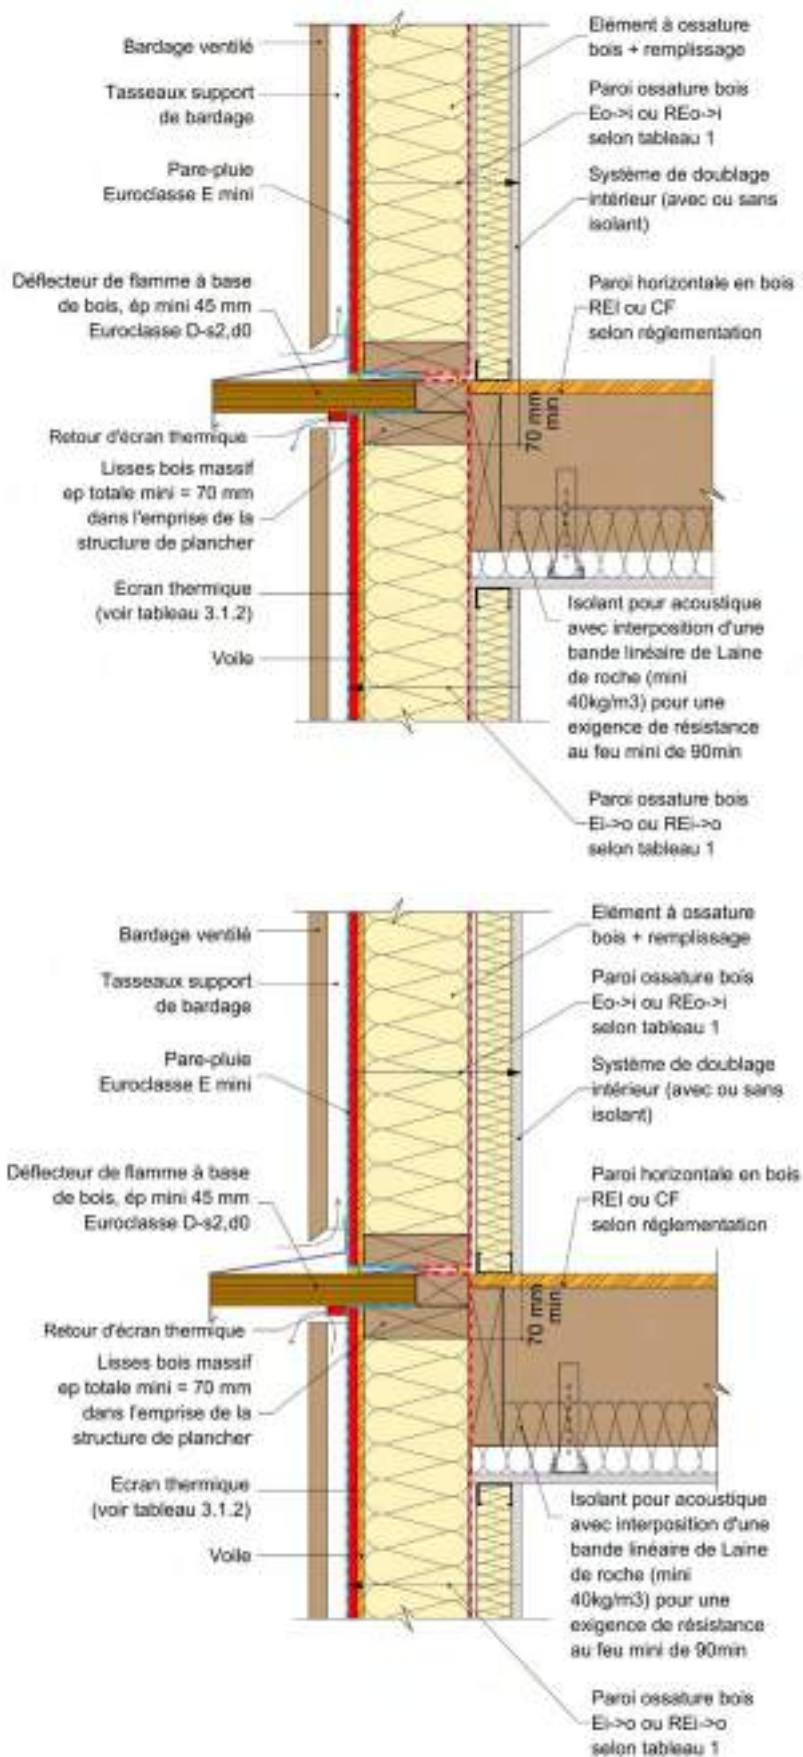 Bardage ventilé
Tasseaux support
de bardage
Pare-pluie
Euroclasse E mini
Déflecteur de flamme à base
de bois, ép mini 45 mm
Euroclasse D-s2,d0
Retour d'écran thermique
Lisses bois massif
ep totale mini = 70 mm
dans l'emprise de la
structure de plancher
Ecran thermique
(voir tableau 3.1.2)
Voile
Elément à ossature
bois + remplissage
Paroi ossature bois
Eo->i ou REo->i
selon tableau 1
Système de doublage
intérieur (avec ou sans
isolant)
Paroi horizontale en bois
REI ou CF
selon réglementation
70 mm
min
Isolant pour acoustique
avec interposition d'une
bande linéaire de Laine
de roche (mini
40kg/m3) pour une
exigence de résistance
au feu mini de 90min
Paroi ossature bois
Ei->o ou REi->o
selon tableau 1
Bardage ventilé
Tasseaux support
de bardage
Pare-pluie
Euroclasse E mini
Déflecteur de flamme à base
de bois, ép mini 45 mm
Euroclasse D-s2,d0
Retour d'écran thermique
Lisses bois massif
ep totale mini = 70 mm
dans l'emprise de la
structure de plancher
Ecran thermique
(voir tableau 3.1.2)
Voile
Elément à ossature
bois + remplissage
Paroi ossature bois
Eo->i ou REo->i
selon tableau 1
Système de doublage
intérieur (avec ou sans
isolant)
Paroi horizontale en bois
REI ou CF
selon réglementation
70 mm
min
Isolant pour acoustique
avec interposition d'une
bande linéaire de Laine
de roche (mini
40kg/m3) pour une
exigence de résistance
au feu mini de 90min
Paroi ossature bois
Ei->o ou REi->o
selon tableau 1